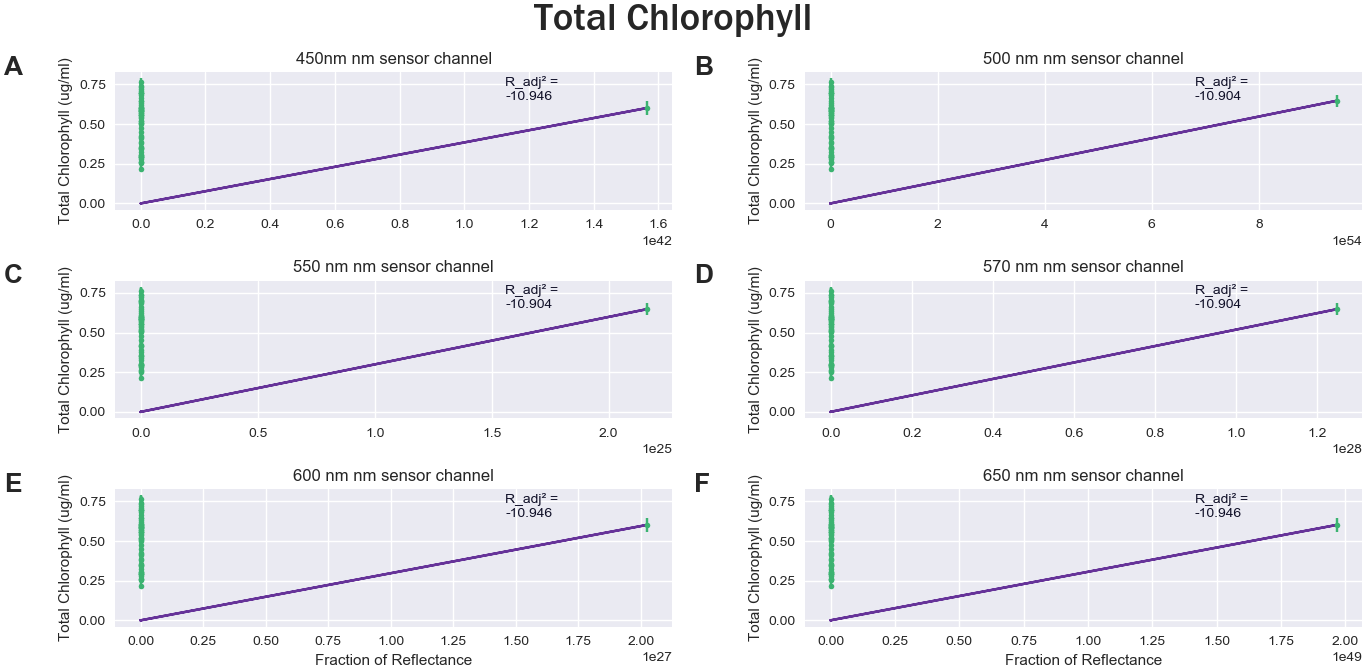 Total Chlorophyll
A
450nm nm sensor channel
Total Chlorophyll (ug/ml)
0.75
0.50
0.25
0.00
R_adj² =
-10.946
0.0 0.2 0.4 0.6 0.8 1.0 1.2 1.4 1.6
1e42
B
500 nm nm sensor channel
Total Chlorophyll (ug/ml)
0.75
0.50
0.25
0.00
R_adj² =
-10.904
0 2 4 6 8
1e54
C
550 nm nm sensor channel
Total Chlorophyll (ug/ml)
0.75
0.50
0.25
0.00
R_adj² =
-10.904
0.0 0.5 1.0 1.5 2.0
1e25
D
570 nm nm sensor channel
Total Chlorophyll (ug/ml)
0.75
0.50
0.25
0.00
R_adj² =
-10.904
0.0 0.2 0.4 0.6 0.8 1.0 1.2
1e28
E
600 nm nm sensor channel
Total Chlorophyll (ug/ml)
0.75
0.50
0.25
0.00
R_adj² =
-10.946
0.00 0.25 0.50 0.75 1.00 1.25 1.50 1.75 2.00
1e27
Fraction of Reflectance
F
650 nm nm sensor channel
Total Chlorophyll (ug/ml)
0.75
0.50
0.25
0.00
R_adj² =
-10.946
0.00 0.25 0.50 0.75 1.00 1.25 1.50 1.75 2.00
1e49
Fraction of Reflectance